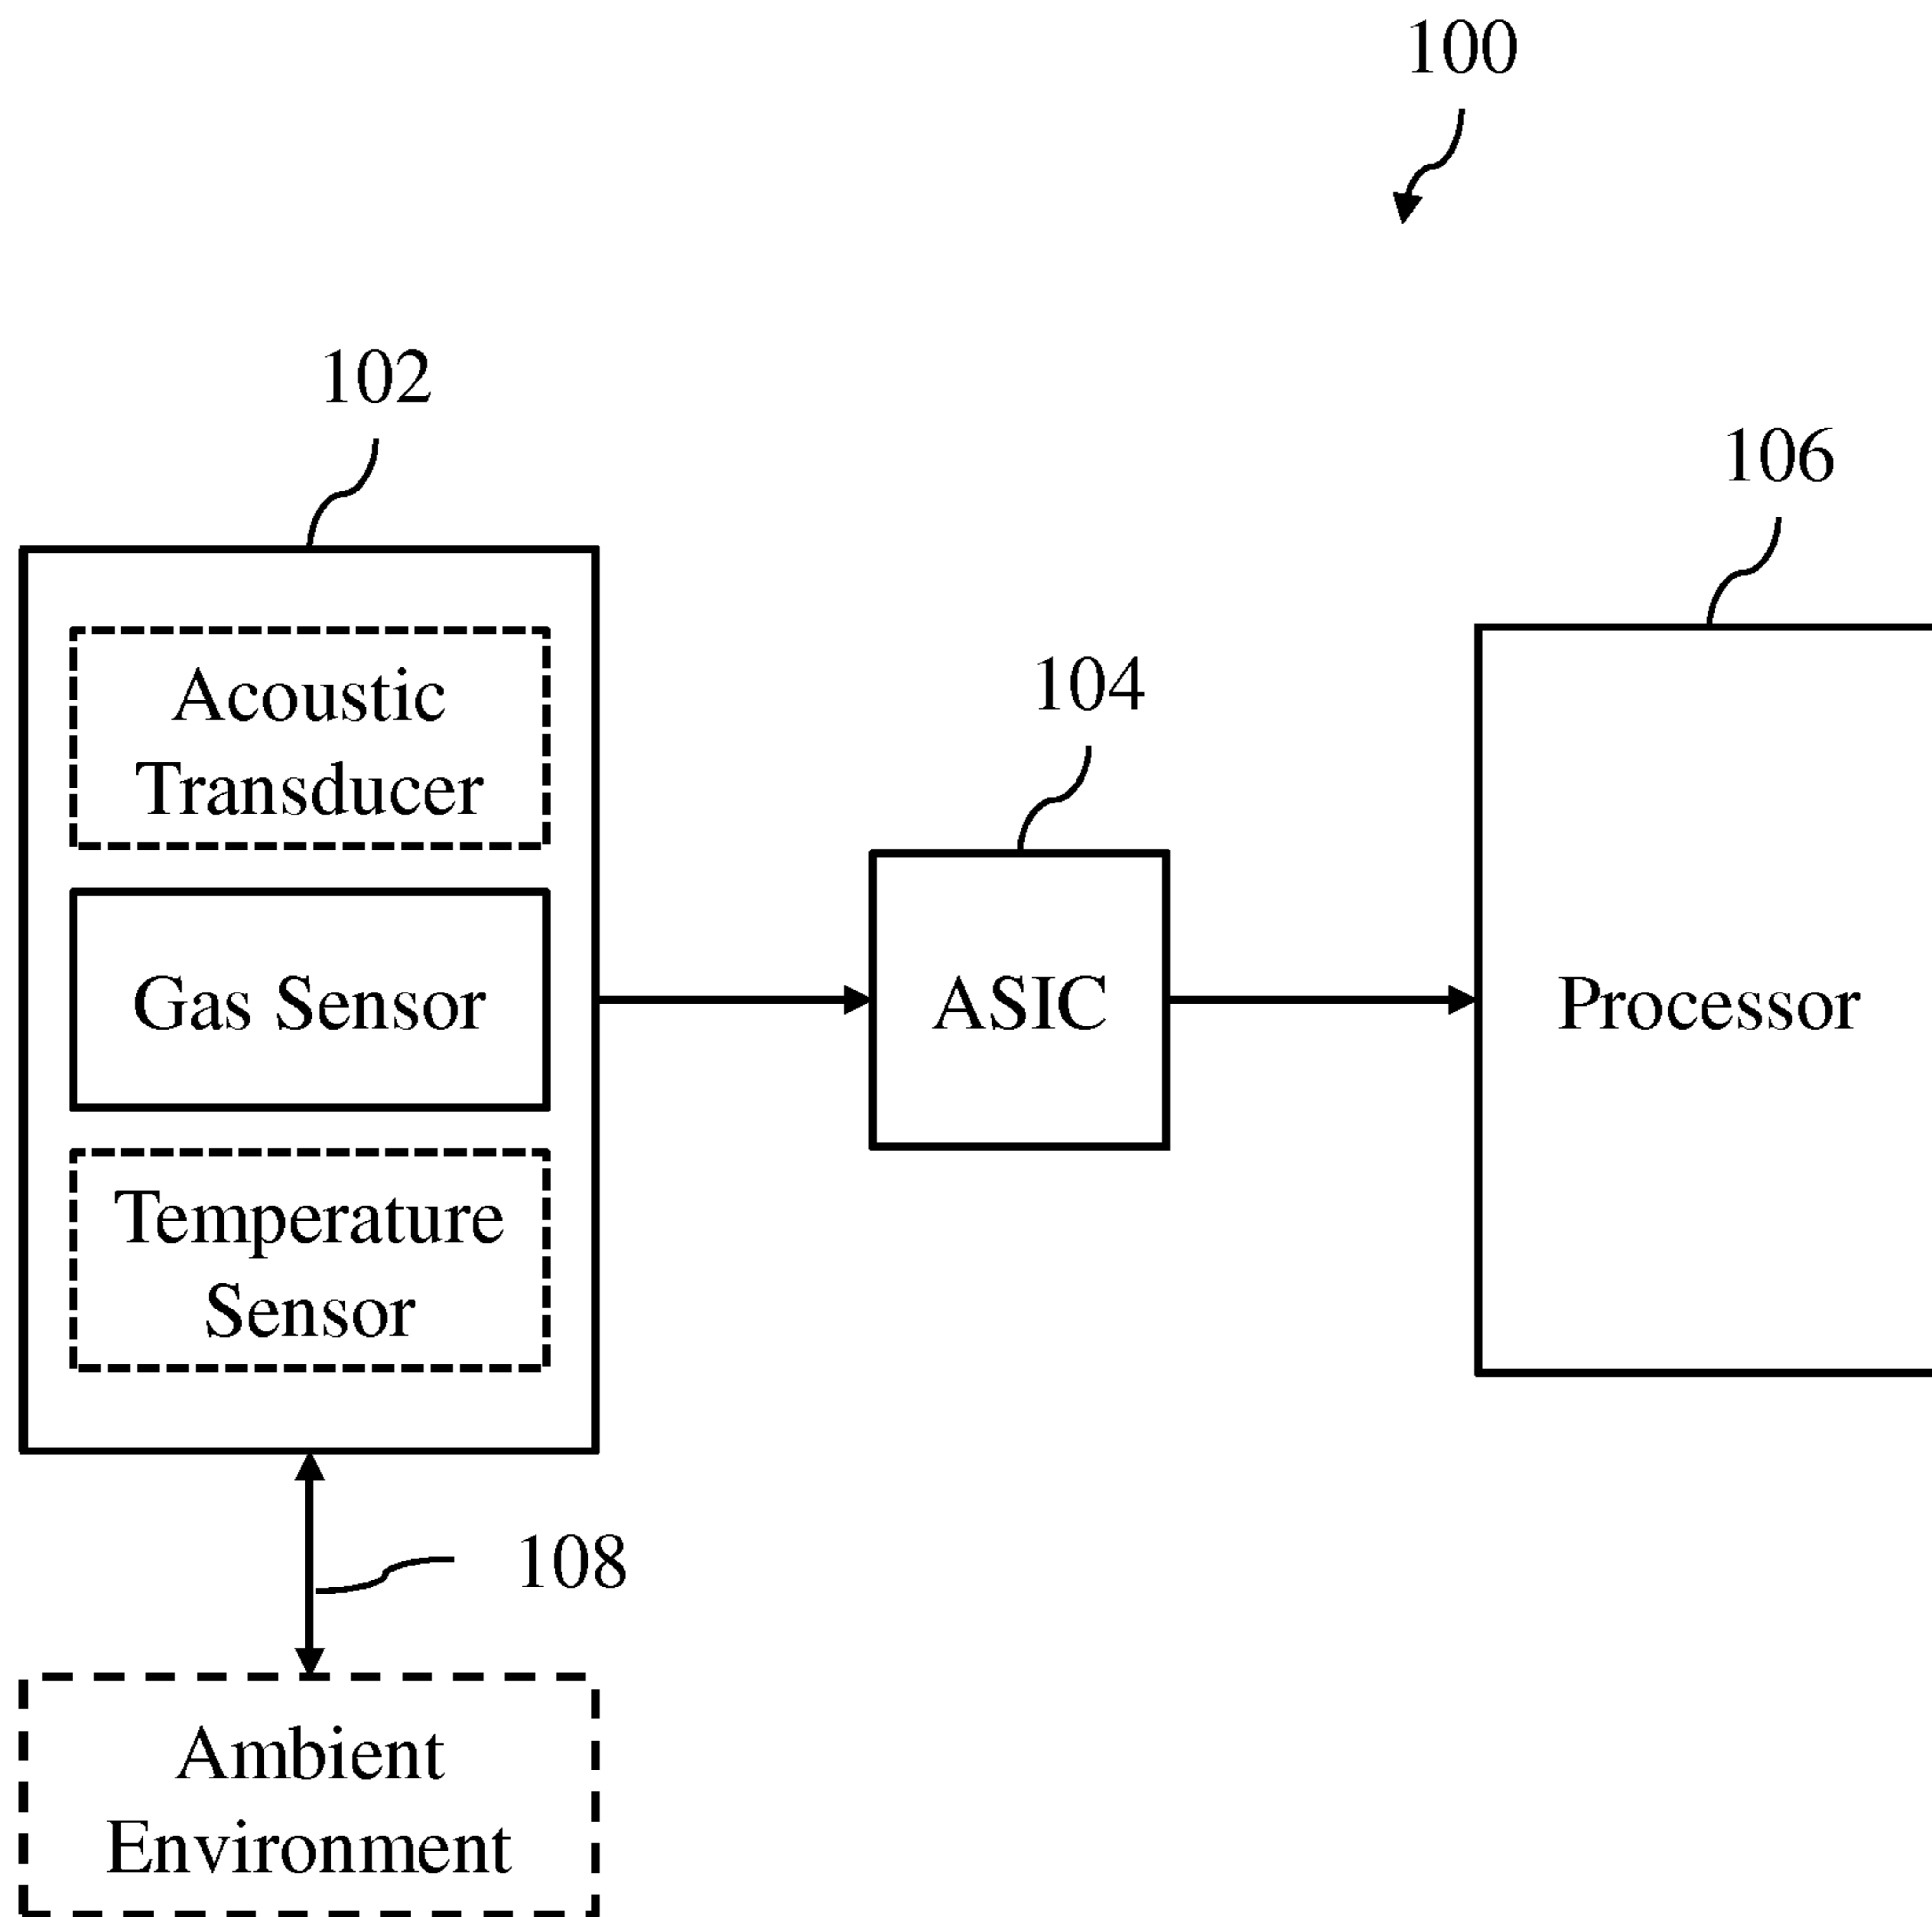 100
102
106
104
Acoustic
Transducer
Gas Sensor
ASIC
Processor
Temperature
Sensor
108
Ambient
Environment